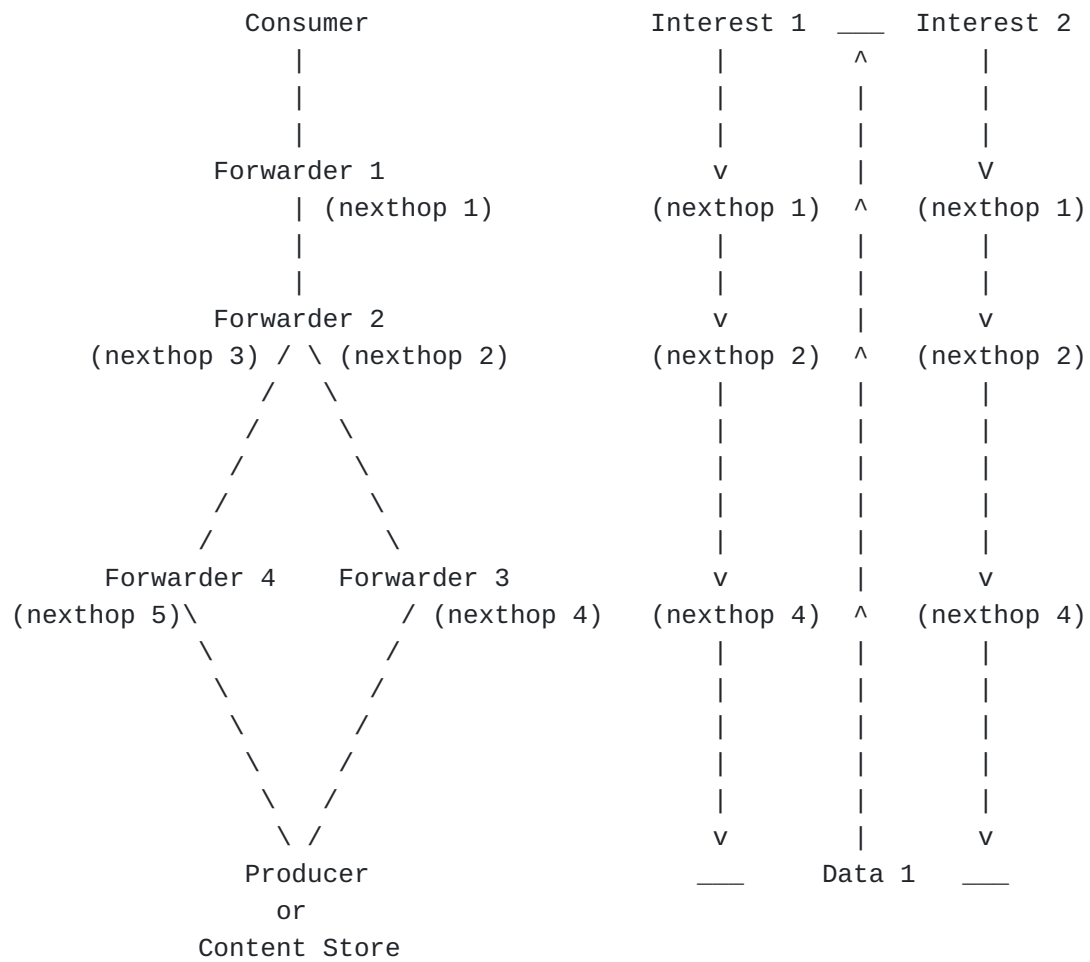 Consumer Interest 1 ___ Interest 2
| | ^ |
| | | |
| | | |
Forwarder 1 v | V
| (nexthop 1) (nexthop 1) ^ (nexthop 1)
| | | |
| | | |
Forwarder 2 v | v
(nexthop 3) / \ (nexthop 2) (nexthop 2) ^ (nexthop 2)
/ \ | | |
/ \ | | |
/ \ | | |
/ \ | | |
/ \ | | |
Forwarder 4 Forwarder 3 v | v
(nexthop 5)\ / (nexthop 4) (nexthop 4) ^ (nexthop 4)
\ / | | |
\ / | | |
\ / | | |
\ / | | |
\ / | | |
\ / v | v
Producer ___ Data 1 ___
or
Content Store